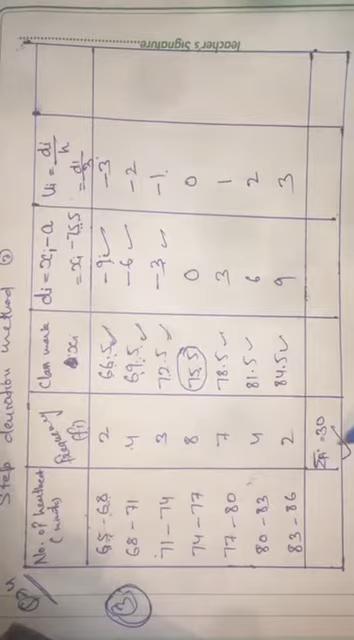 Teacher's Signature
Step deviation method
No. of heartbeat Frequency Class mark di = xi - a ui = di/h
(fi) xi = xi - 75.5 = di/3
65-68 2 66.5 -9 -3
68-71 4 69.5 -6 -2
71-74 3 72.5 -3 -1
74-77 8 75.5 0 0
77-80 7 78.5 3 1
80-83 4 81.5 6 2
83-86 2 84.5 9 3
Σfi = 30
3